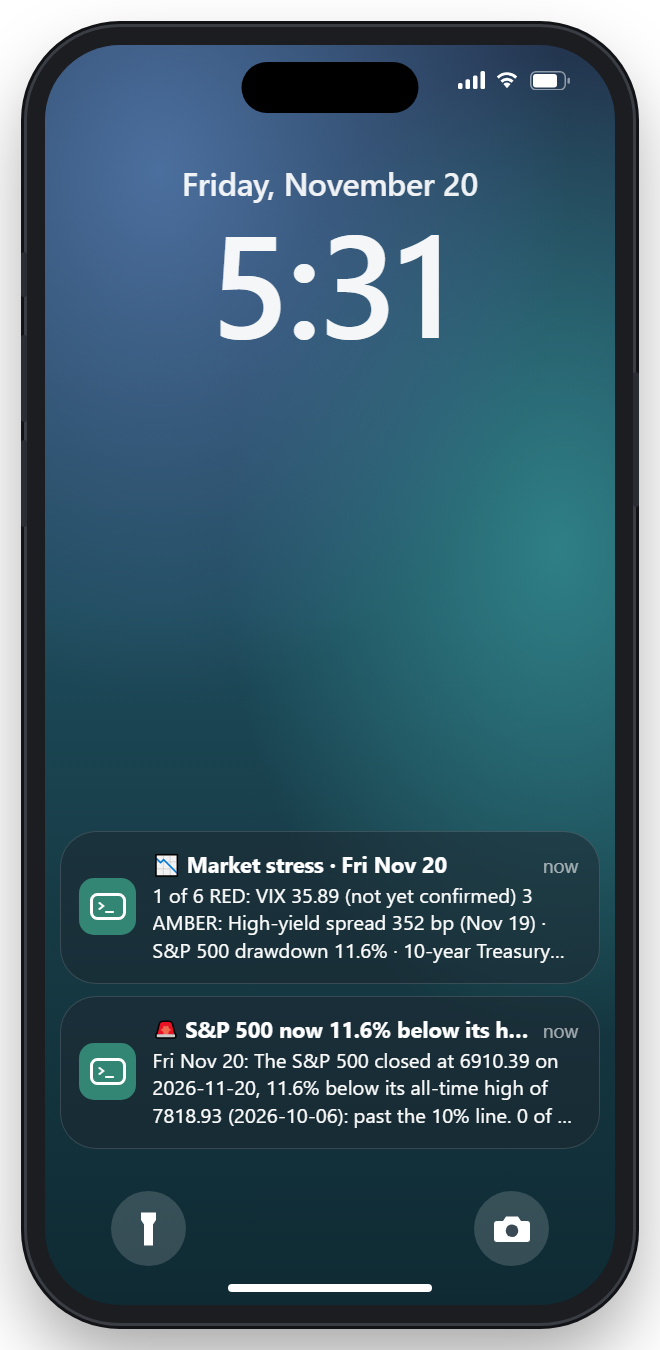 Friday, November 20
5:31
📉 Market stress · Fri Nov 20 now
1 of 6 RED: VIX 35.89 (not yet confirmed) 3
AMBER: High-yield spread 352 bp (Nov 19) ·
S&P 500 drawdown 11.6% · 10-year Treasury...
🚨 S&P 500 now 11.6% below its h... now
Fri Nov 20: The S&P 500 closed at 6910.39 on
2026-11-20, 11.6% below its all-time high of
7818.93 (2026-10-06): past the 10% line. 0 of ...